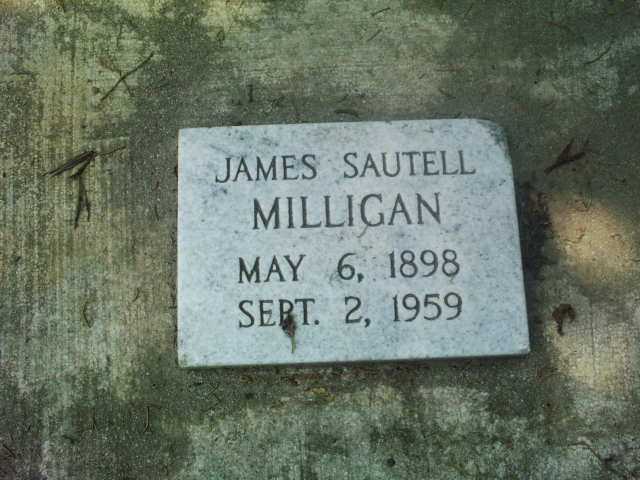 JAMES SAUTELL
MILLIGAN
MAY 6, 1898
SEPT. 2, 1959